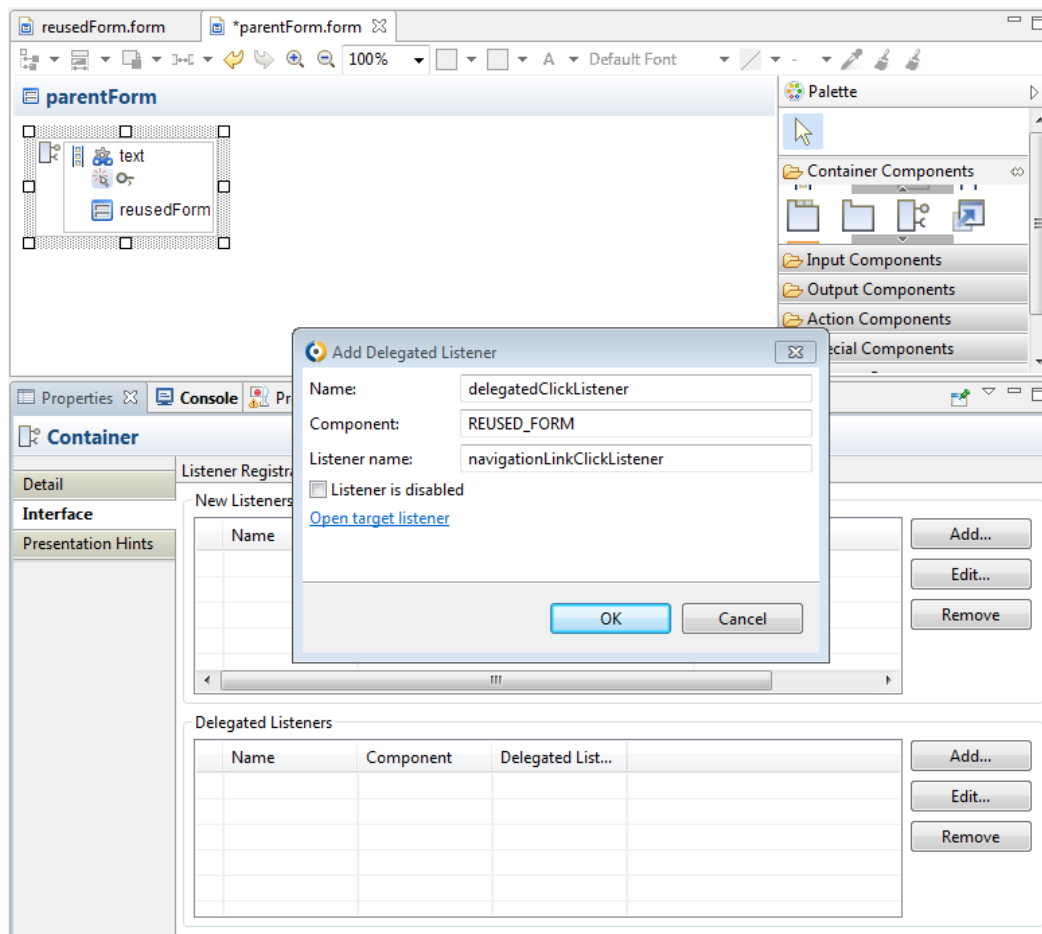 reusedForm.form *parentForm.form
100% A Default Font
parentForm
Palette
text
reusedForm
Container Components
Input Components
Output Components
Action Components
ecial Components
Add Delegated Listener
Name: delegatedClickListener
Component: REUSED_FORM
Listener name: navigationLinkClickListener
Listener is disabled
Open target listener
OK Cancel
Properties Console Pr
Container
Detail
Interface
Presentation Hints
Listener Registra
New Listeners
Name
Add...
Edit...
Remove
Delegated Listeners
Name Component Delegated List...
Add...
Edit...
Remove